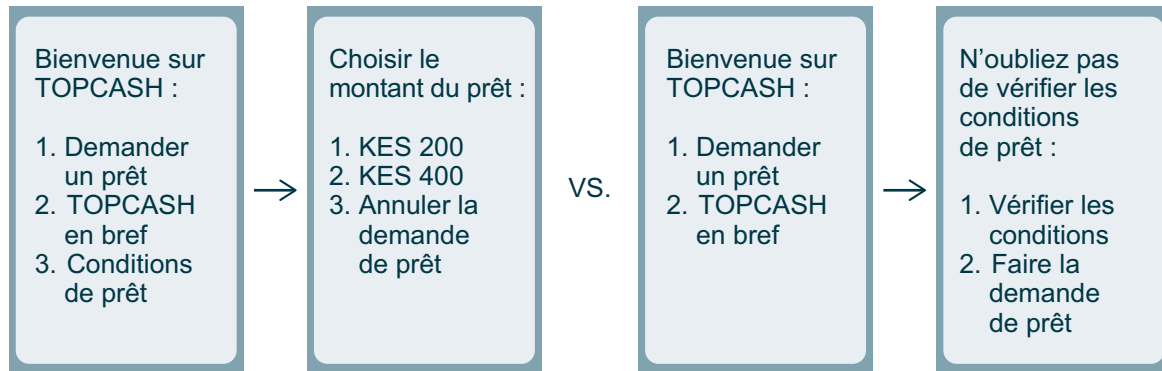 Bienvenue sur
TOPCASH :
1. Demander
un prêt
2. TOPCASH
en bref
3. Conditions
de prêt
Choisir le
montant du prêt :
1. KES 200
2. KES 400
3. Annuler la
demande
de prêt
VS.
Bienvenue sur
TOPCASH :
1. Demander
un prêt
2. TOPCASH
en bref
N’oubliez pas
de vérifier les
conditions
de prêt :
1. Vérifier les
conditions
2. Faire la
demande
de prêt